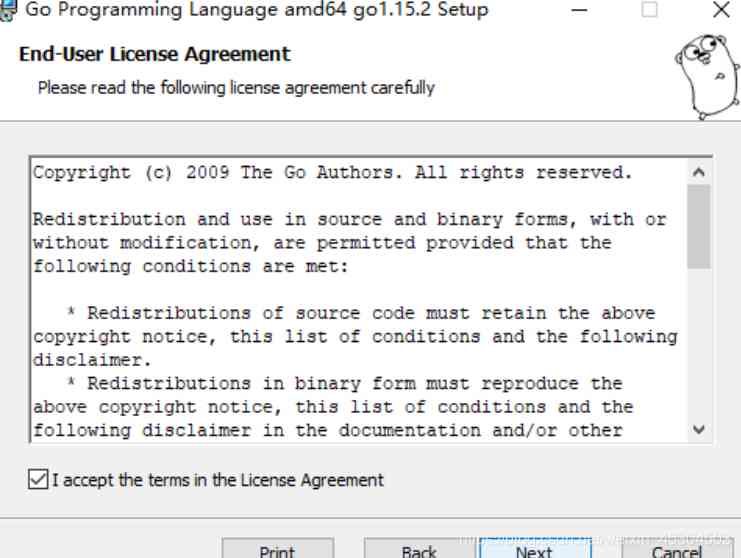 Go Programming Language amd64 go1.15.2 Setup
End-User License Agreement
Please read the following license agreement carefully
Copyright (c) 2009 The Go Authors. All rights reserved.
Redistribution and use in source and binary forms, with or
without modification, are permitted provided that the
following conditions are met:
* Redistributions of source code must retain the above
copyright notice, this list of conditions and the following
disclaimer.
* Redistributions in binary form must reproduce the
above copyright notice, this list of conditions and the
following disclaimer in the documentation and/or other
I accept the terms in the License Agreement
Print Back Next Cancel